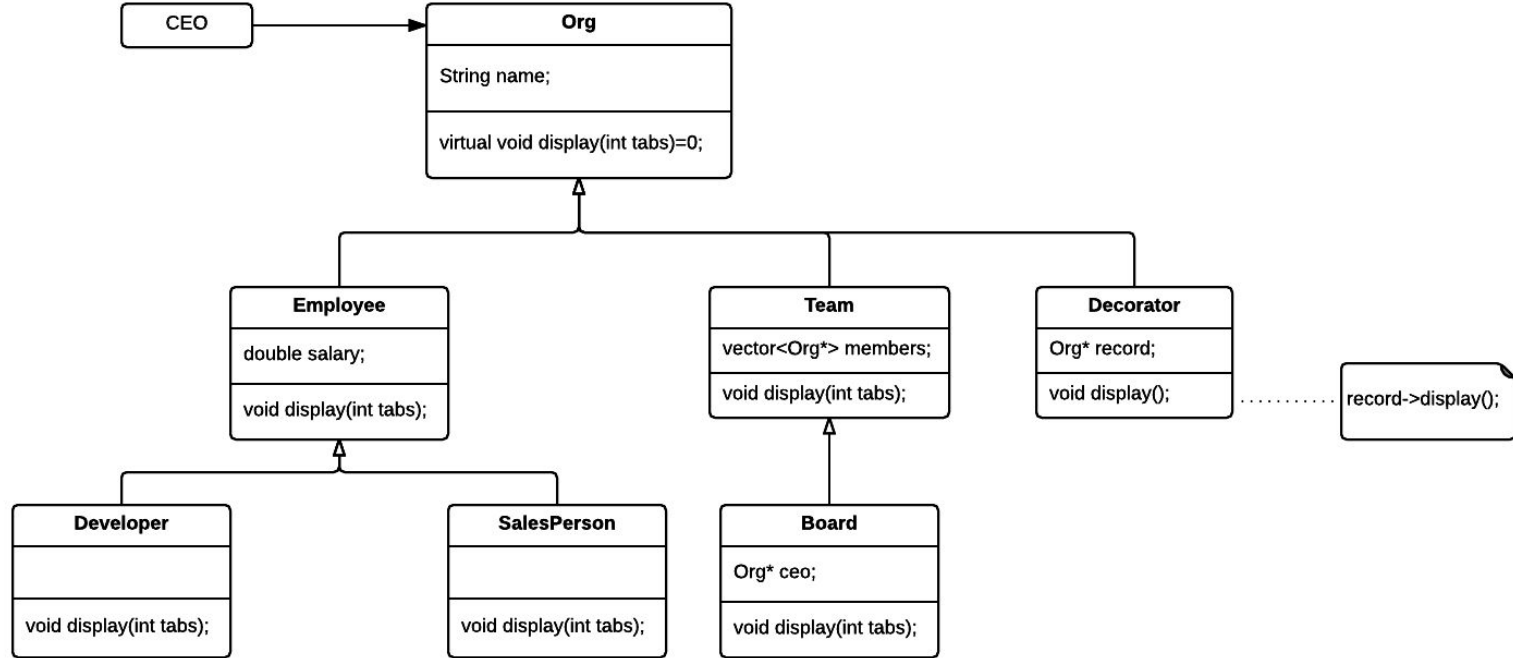 CEO
Org
String name;
virtual void display(int tabs)=0;
Employee
double salary;
void display(int tabs);
Team
vector<Org*> members;
void display(int tabs);
Decorator
Org* record;
void display();
record->display();
Developer
void display(int tabs);
SalesPerson
void display(int tabs);
Board
Org* ceo;
void display(int tabs);